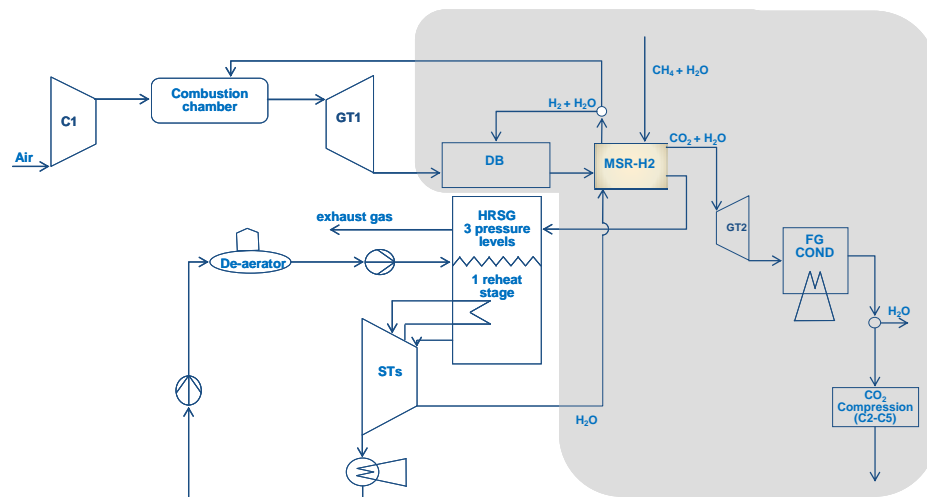 CH₄ + H₂O
Combustion
chamber
H₂ + H₂O
C1
GT1
CO₂ + H₂O
Air
DB
MSR-H2
exhaust gas
HRSG
3 pressure
levels
GT2
FG
COND
De-aerator
1 reheat
stage
H₂O
STs
H₂O
CO₂
Compression
(C2-C5)